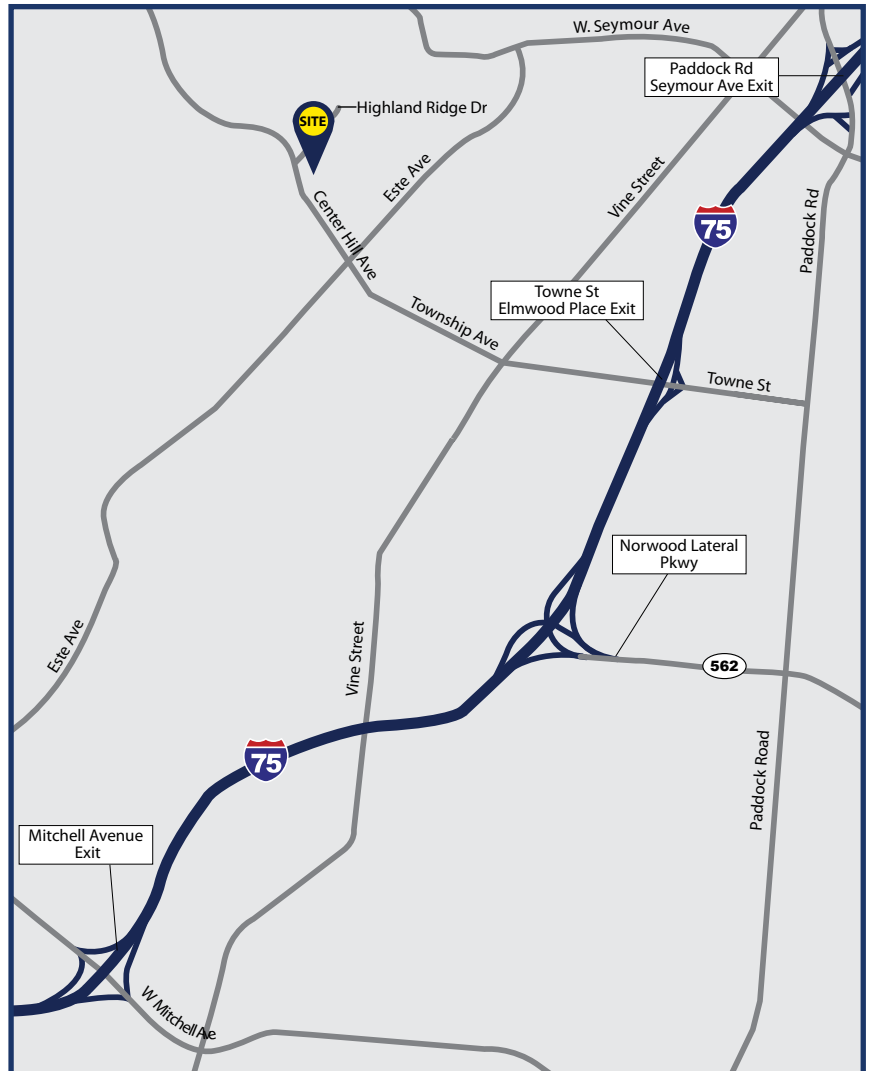 W. Seymour Ave
Paddock Rd
Seymour Ave Exit
Highland Ridge Dr
SITE
Este Ave
Vine Street
Center Hill Ave
75
Paddock Rd
Towne St
Elmwood Place Exit
Township Ave
Towne St
Norwood Lateral
Pkwy
Este Ave
Vine Street
562
75
Paddock Road
Mitchell Avenue
Exit
W Mitchell Ave